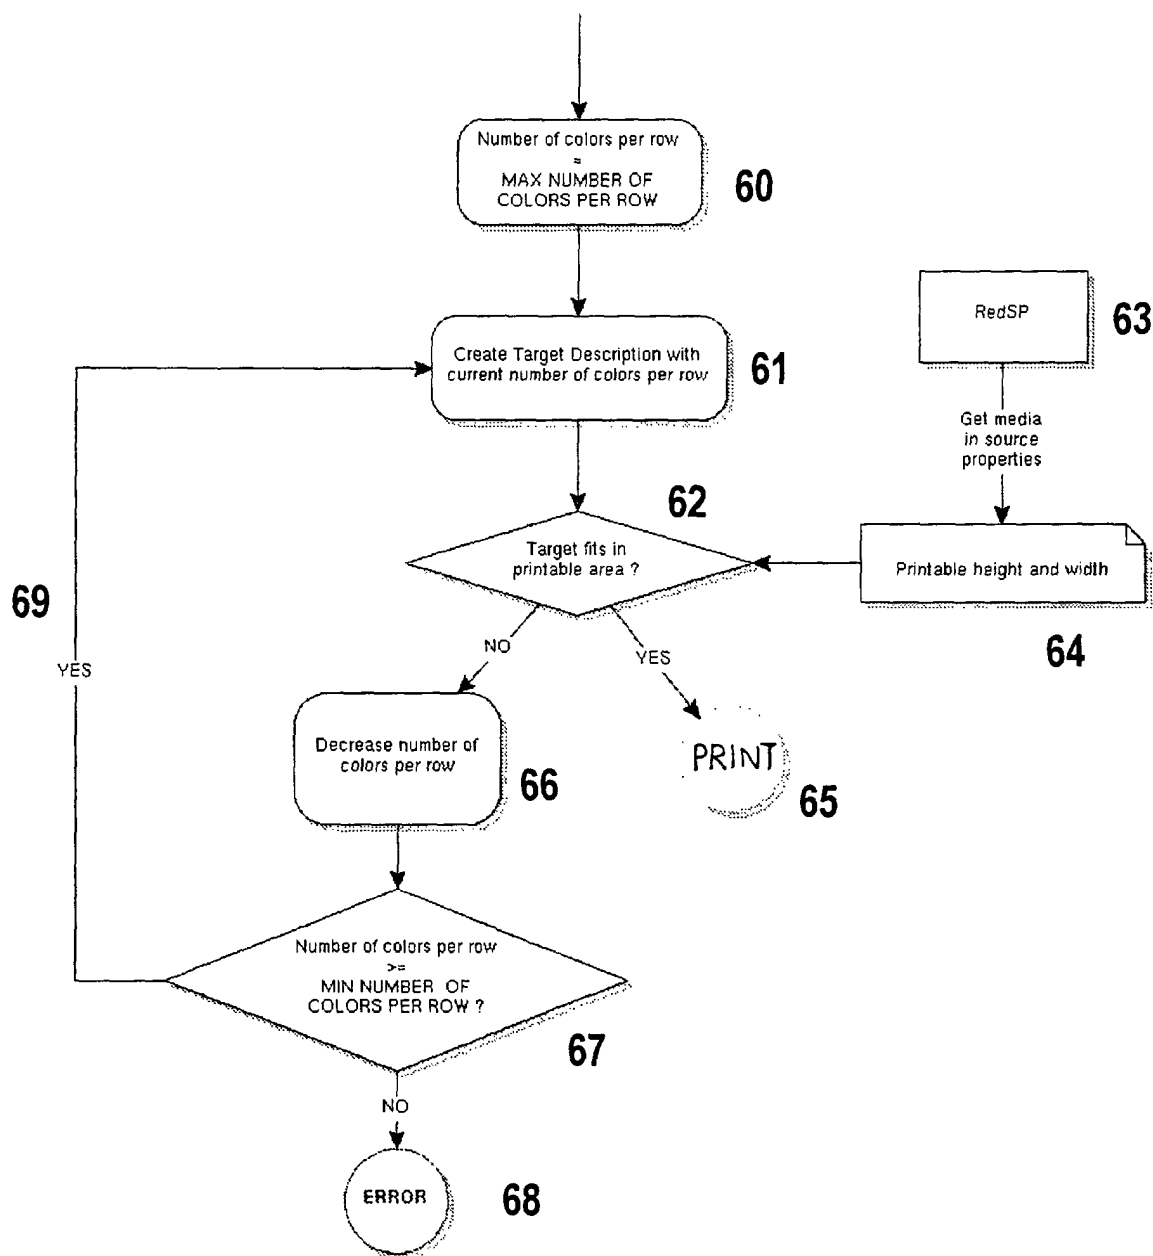 Number of colors per row
=
MAX NUMBER OF
COLORS PER ROW
60
RedSP
63
Create Target Description with
current number of colors per row
61
Get media
in source
properties
62
Target fits in
printable area ?
Printable height and width
64
69
YES
NO
YES
Decrease number of
colors per row
66
PRINT
65
Number of colors per row
>=
MIN NUMBER OF
COLORS PER ROW ?
67
NO
ERROR
68